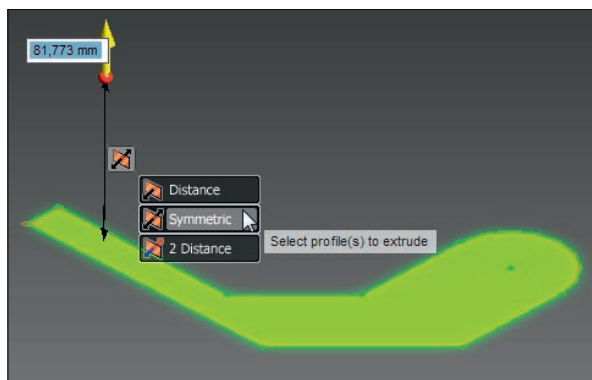 81,773 mm
Distance
Symmetric
2 Distance
Select profile(s) to extrude